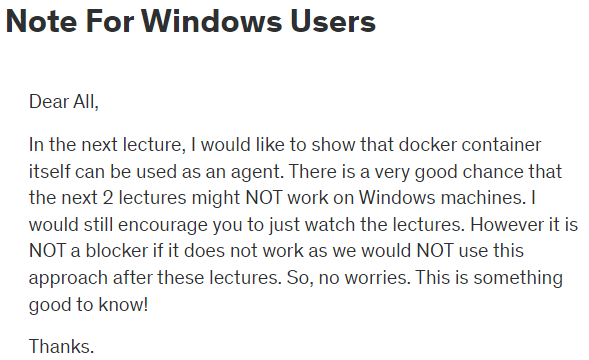 Note For Windows Users
Dear All,
In the next lecture, I would like to show that docker container
itself can be used as an agent. There is a very good chance that
the next 2 lectures might NOT work on Windows machines. I
would still encourage you to just watch the lectures. However it is
NOT a blocker if it does not work as we would NOT use this
approach after these lectures. So, no worries. This is something
good to know!
Thanks.